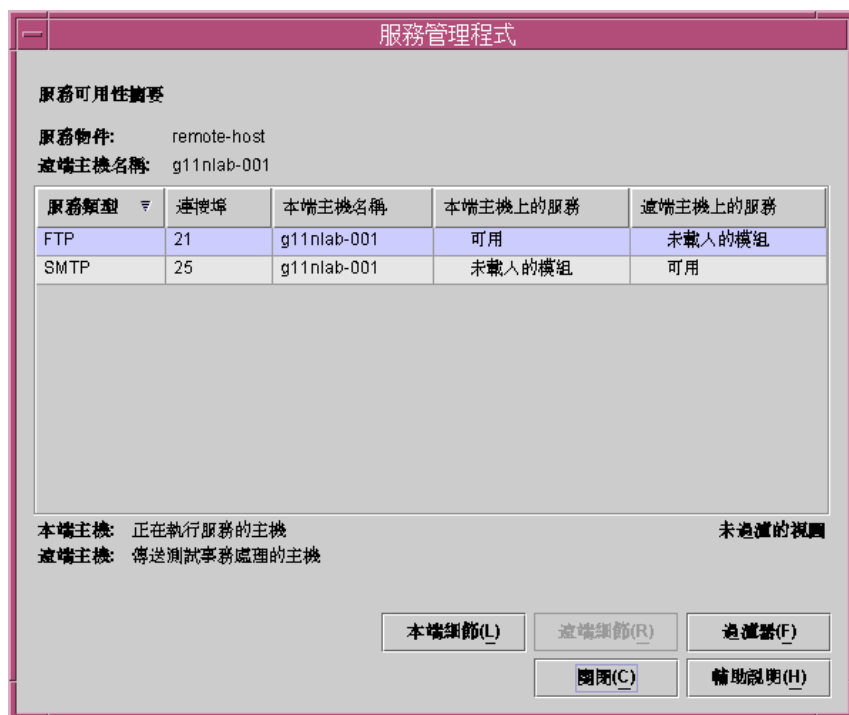 服務管理程式
服務可用性摘要
服務物件: remote-host
遠端主機名稱: g11nlab-001
服務類型 連接埠 本端主機名稱 本端主機上的服務 遠端主機上的服務
FTP 21 g11nlab-001 可用 未載入的模組
SMTP 25 g11nlab-001 未載入的模組 可用
本端主機: 正在執行服務的主機 未過濾的視圖
遠端主機: 傳送測試事務處理的主機
本端細節(L) 遠端細節(R) 過濾器(F)
關閉(C) 輔助說明(H)